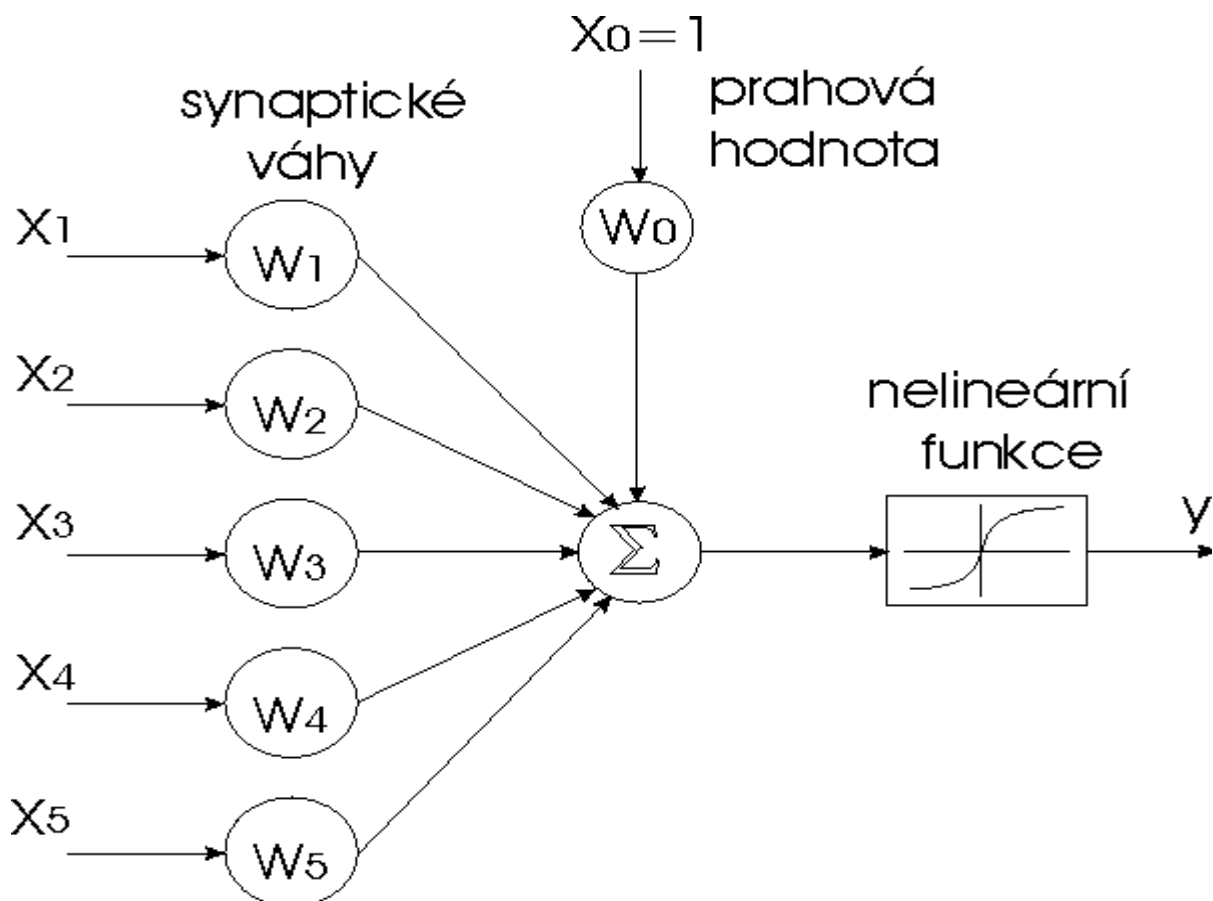 X0=1
synaptické
váhy
prahová
hodnota
X1
W1
W0
X2
W2
X3
W3
Σ
nelineární
funkce
y
X4
W4
X5
W5